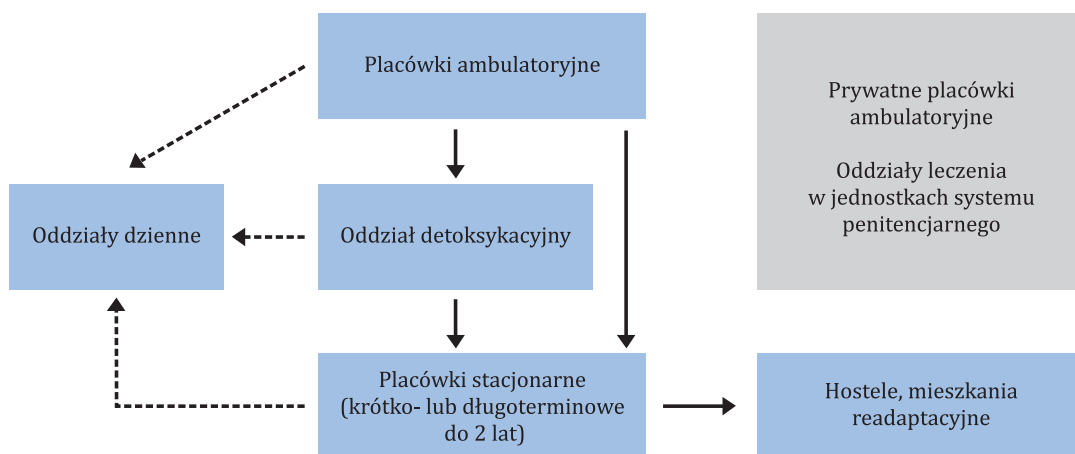 Placówki ambulatoryjne
Prywatne placówki
ambulatoryjne
Oddziały leczenia
w jednostkach systemu
penitencjarnego
Oddziały dzienne
Oddział detoksykacyjny
Placówki stacjonarne
(krótko- lub długoterminowe
do 2 lat)
Hostele, mieszkania
readaptacyjne